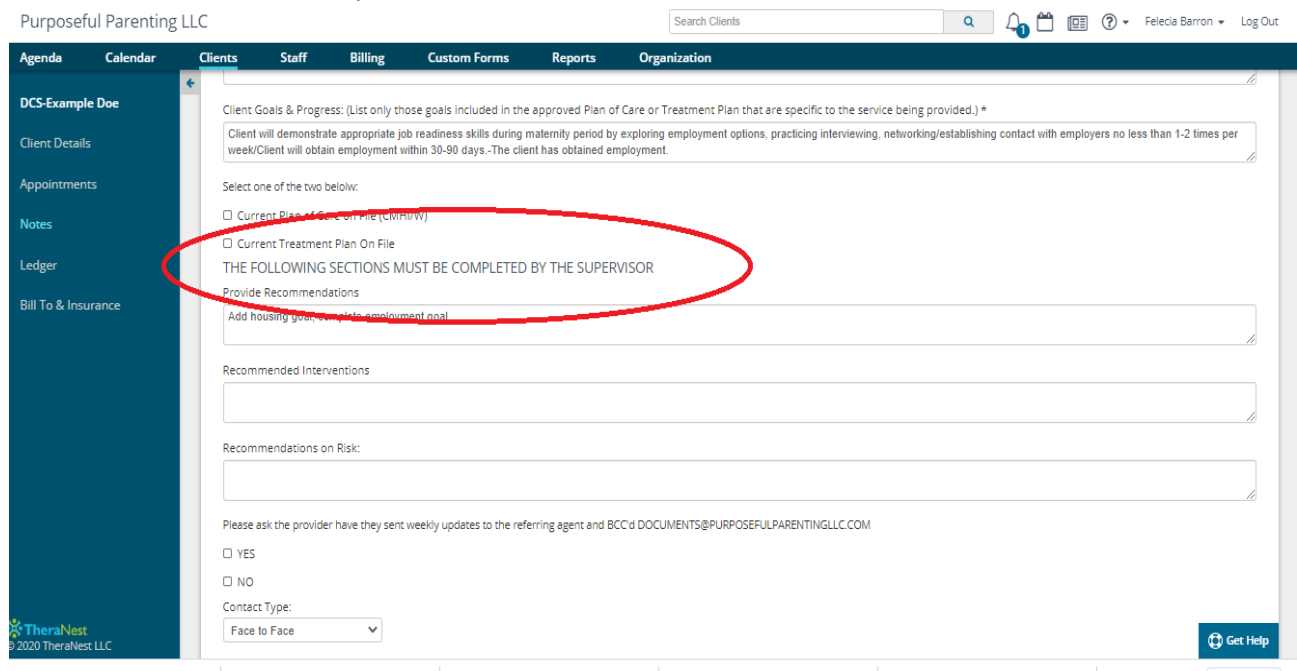 Purposeful Parenting LLC
Search Clients
1
Felecia Barron
Log Out
Agenda Calendar Clients Staff Billing Custom Forms Reports Organization
DCS-Example Doe
Client Details
Appointments
Notes
Ledger
Bill To & Insurance
TheraNest
© 2020 TheraNest LLC
Client Goals & Progress: (List only those goals included in the approved Plan of Care or Treatment Plan that are specific to the service being provided.) *
Client will demonstrate appropriate job readiness skills during maternity period by exploring employment options, practicing interviewing, networking/establishing contact with employers no less than 1-2 times per
week/Client will obtain employment within 30-90 days.-The client has obtained employment.
Select one of the two belolw:
Current Plan of Care on File (CMHI/W)
Current Treatment Plan On File
THE FOLLOWING SECTIONS MUST BE COMPLETED BY THE SUPERVISOR
Provide Recommendations
Add housing goal, complete employment goal
Recommended Interventions
Recommendations on Risk:
Please ask the provider have they sent weekly updates to the referring agent and BCC'd DOCUMENTS@PURPOSEFULPARENTINGLLC.COM
YES
NO
Contact Type:
Face to Face
Get Help